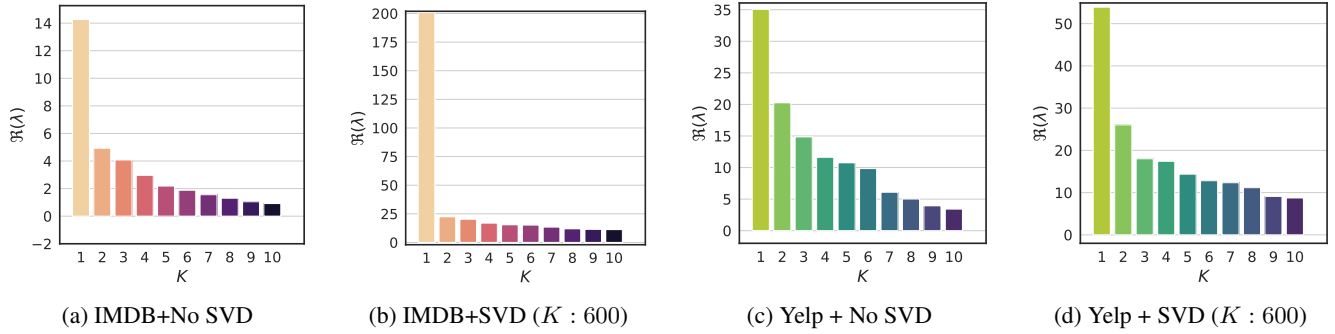 14
12
10
8
6
4
2
0
−2
ℜ(λ)
1 2 3 4 5 6 7 8 9 10
K
(a) IMDB+No SVD
200
175
150
125
100
75
50
25
0
ℜ(λ)
1 2 3 4 5 6 7 8 9 10
K
(b) IMDB+SVD (K : 600)
35
30
25
20
15
10
5
0
ℜ(λ)
1 2 3 4 5 6 7 8 9 10
K
(c) Yelp + No SVD
50
40
30
20
10
0
ℜ(λ)
1 2 3 4 5 6 7 8 9 10
K
(d) Yelp + SVD (K : 600)